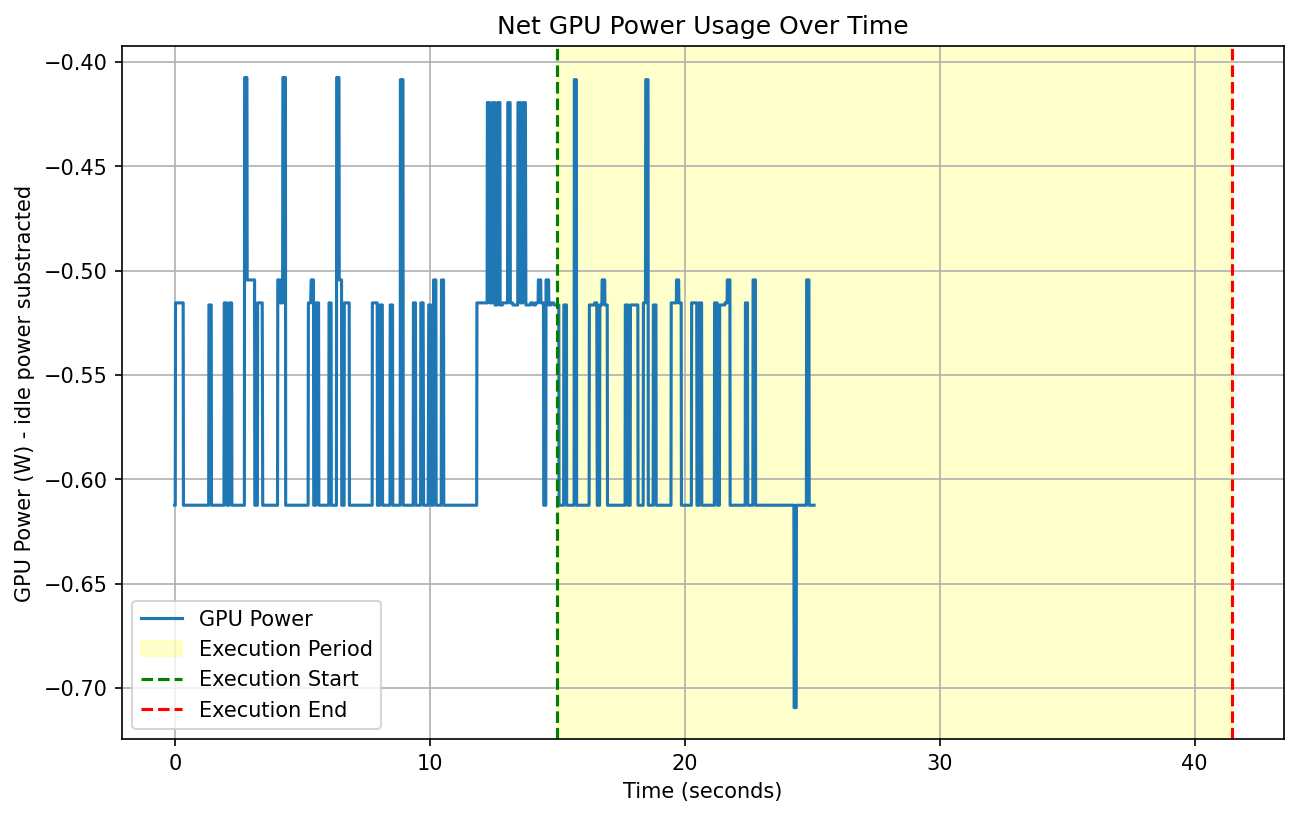 Net GPU Power Usage Over Time
GPU Power (W) - idle power substracted
−0.40
−0.45
−0.50
−0.55
−0.60
−0.65
−0.70
GPU Power
Execution Period
Execution Start
Execution End
0
10
20
30
40
Time (seconds)